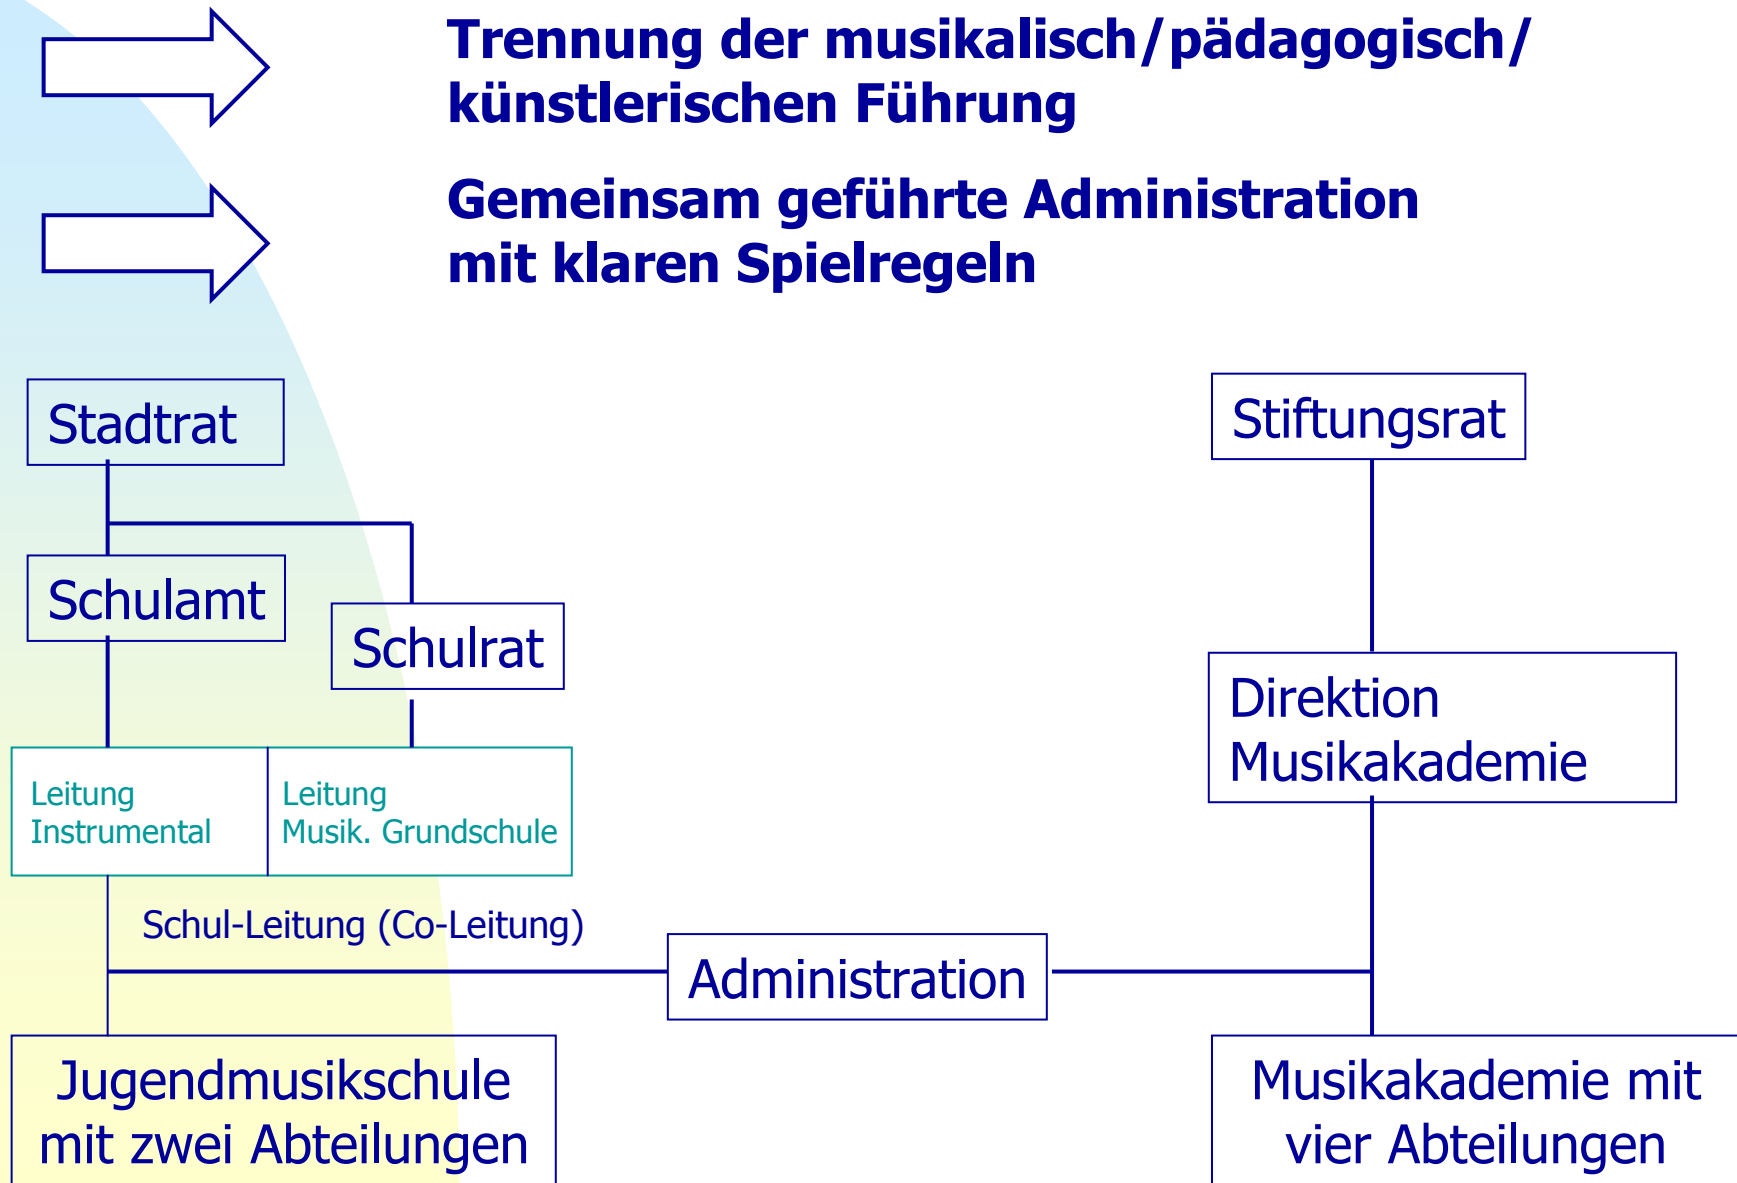 Trennung der musikalisch/pädagogisch/
künstlerischen Führung
Gemeinsam geführte Administration
mit klaren Spielregeln
Stadtrat
Stiftungsrat
Schulamt
Schulrat
Direktion
Musikakademie
Leitung
Instrumental
Leitung
Musik. Grundschule
Schul-Leitung (Co-Leitung)
Administration
Jugendmusikschule
mit zwei Abteilungen
Musikakademie mit
vier Abteilungen